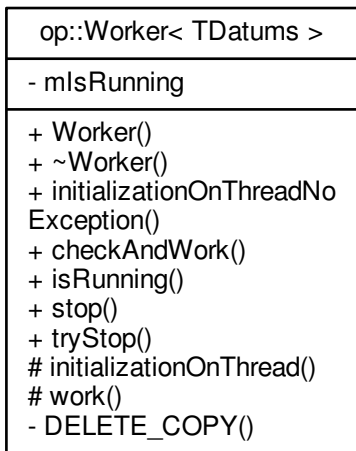 op::Worker< TDatums >
- mIsRunning
+ Worker()
+ ~Worker()
+ initializationOnThreadNo
Exception()
+ checkAndWork()
+ isRunning()
+ stop()
+ tryStop()
# initializationOnThread()
# work()
- DELETE_COPY()